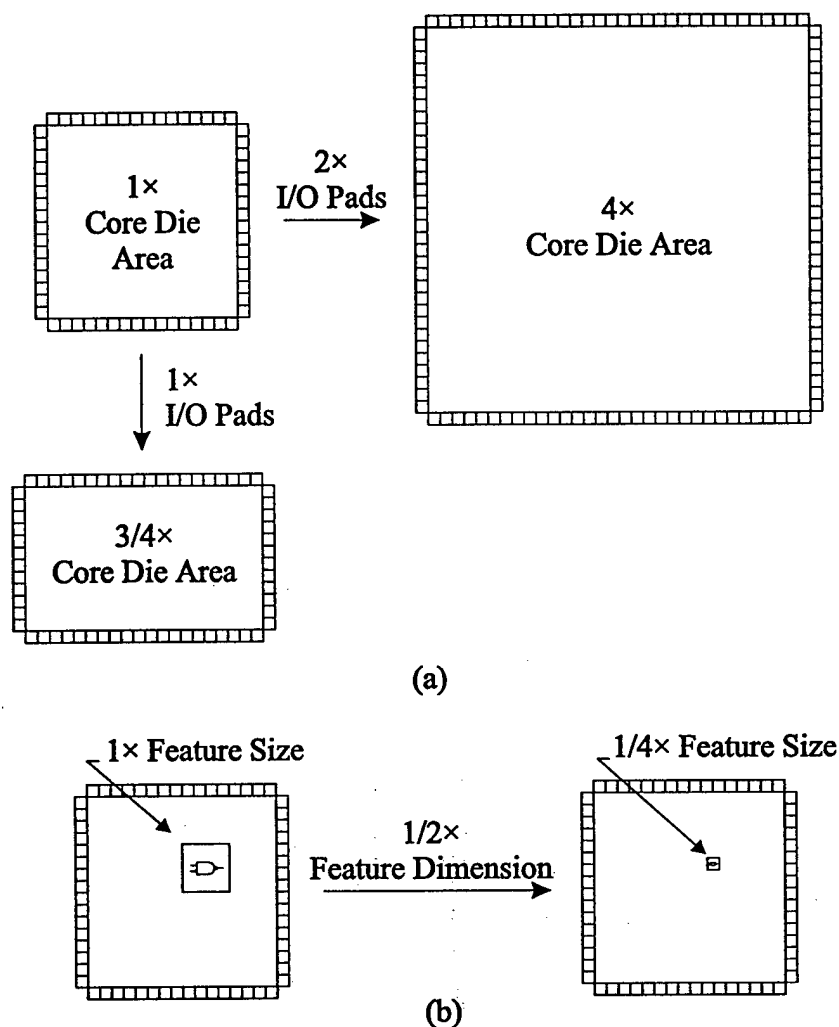 1×
Core Die
Area
2×
I/O Pads
4×
Core Die Area
1×
I/O Pads
3/4×
Core Die Area
(a)
1× Feature Size
1/2×
Feature Dimension
1/4× Feature Size
(b)